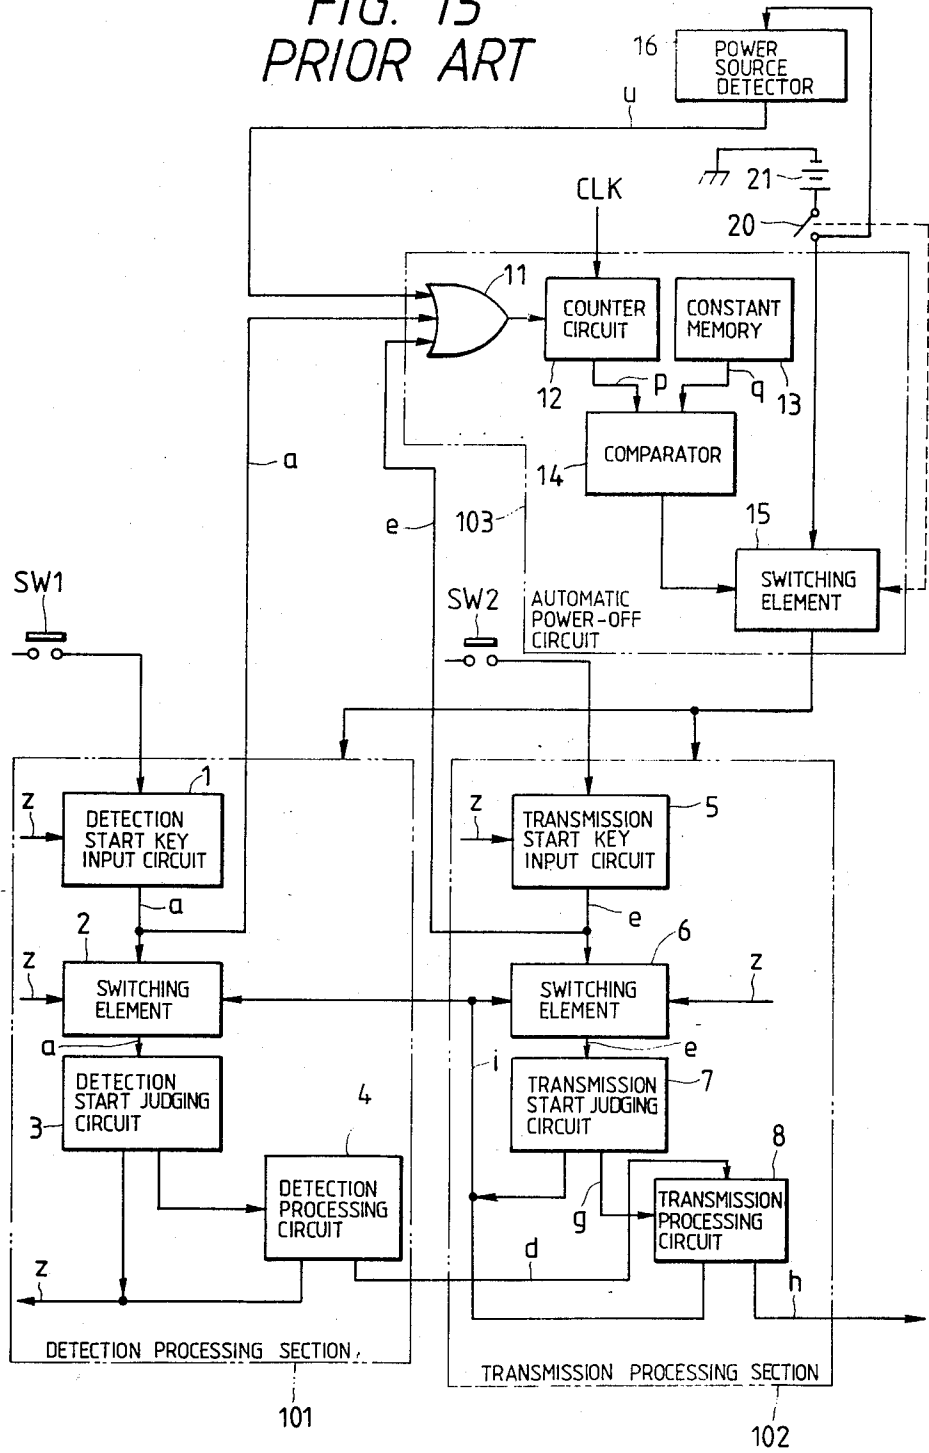 FIG. 15
PRIOR ART
16
POWER
SOURCE
DETECTOR
u
21
CLK
20
11
COUNTER
CIRCUIT
CONSTANT
MEMORY
12
p
q
13
a
14
COMPARATOR
e
103
15
SW1
SW2
AUTOMATIC
POWER-OFF
CIRCUIT
SWITCHING
ELEMENT
1
z
DETECTION
START KEY
INPUT CIRCUIT
z
TRANSMISSION
START KEY
INPUT CIRCUIT
5
a
e
2
6
z
SWITCHING
ELEMENT
SWITCHING
ELEMENT
z
a
e
i
3
DETECTION
START JUDGING
CIRCUIT
4
TRANSMISSION
START JUDGING
CIRCUIT
7
8
DETECTION
PROCESSING
CIRCUIT
g
TRANSMISSION
PROCESSING
CIRCUIT
d
z
h
DETECTION PROCESSING SECTION
TRANSMISSION PROCESSING SECTION
101
102